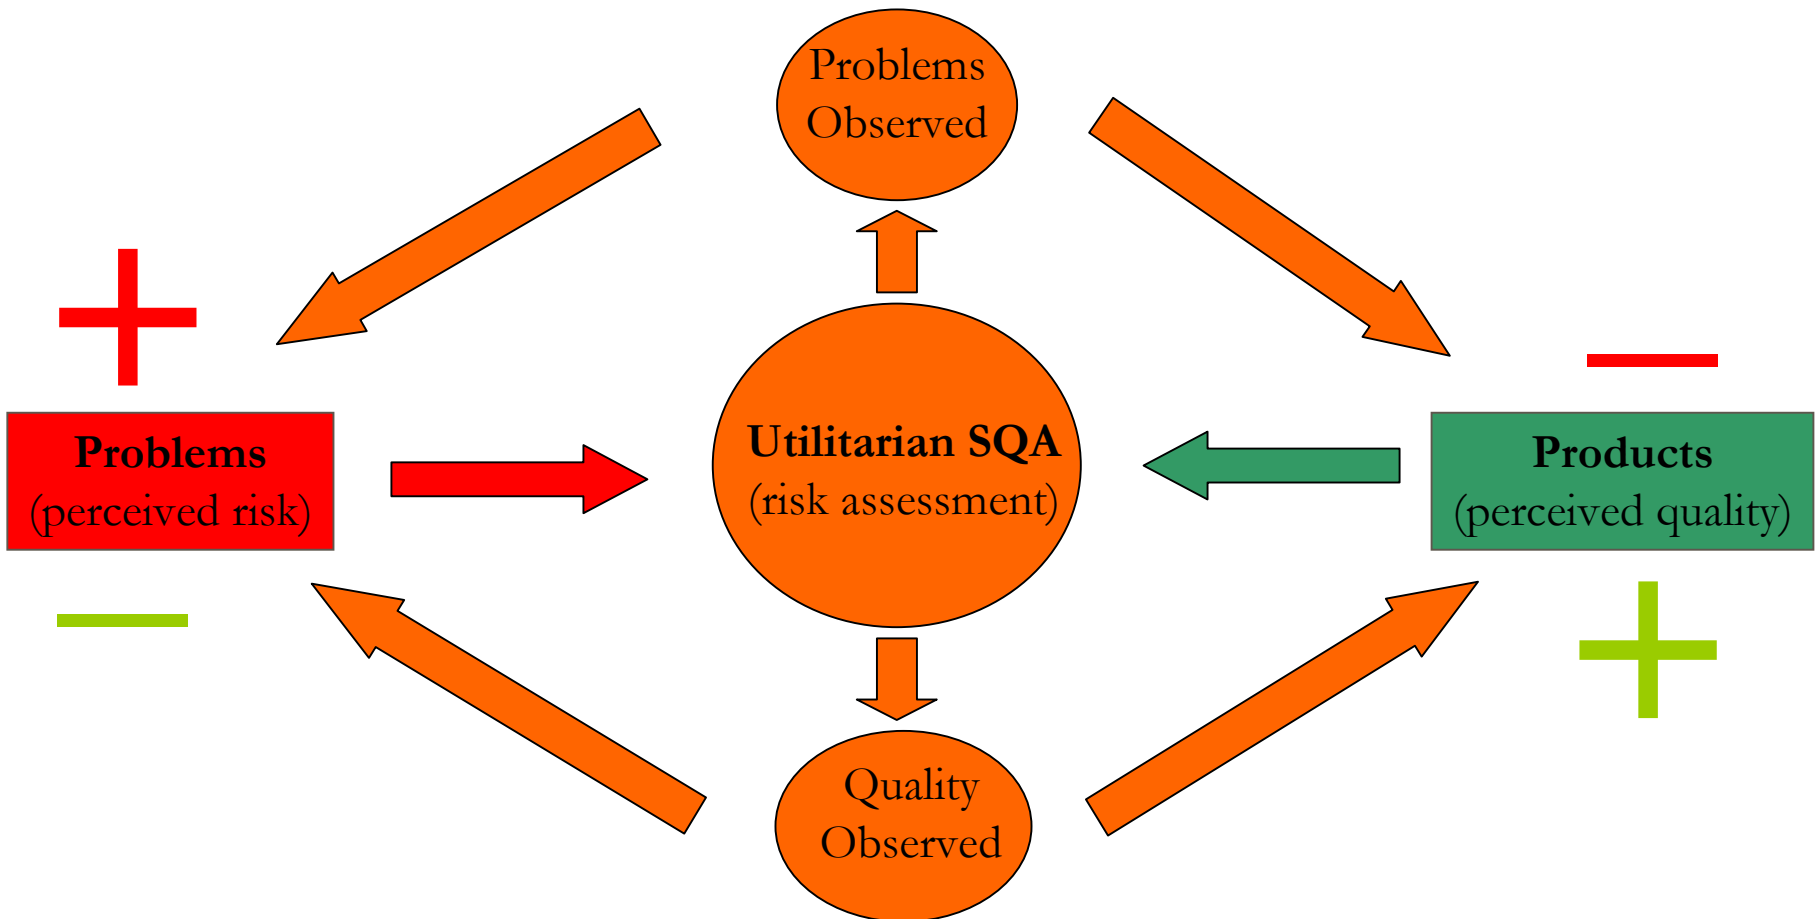 Problems
Observed
Problems
(perceived risk)
Utilitarian SQA
(risk assessment)
Products
(perceived quality)
Quality
Observed